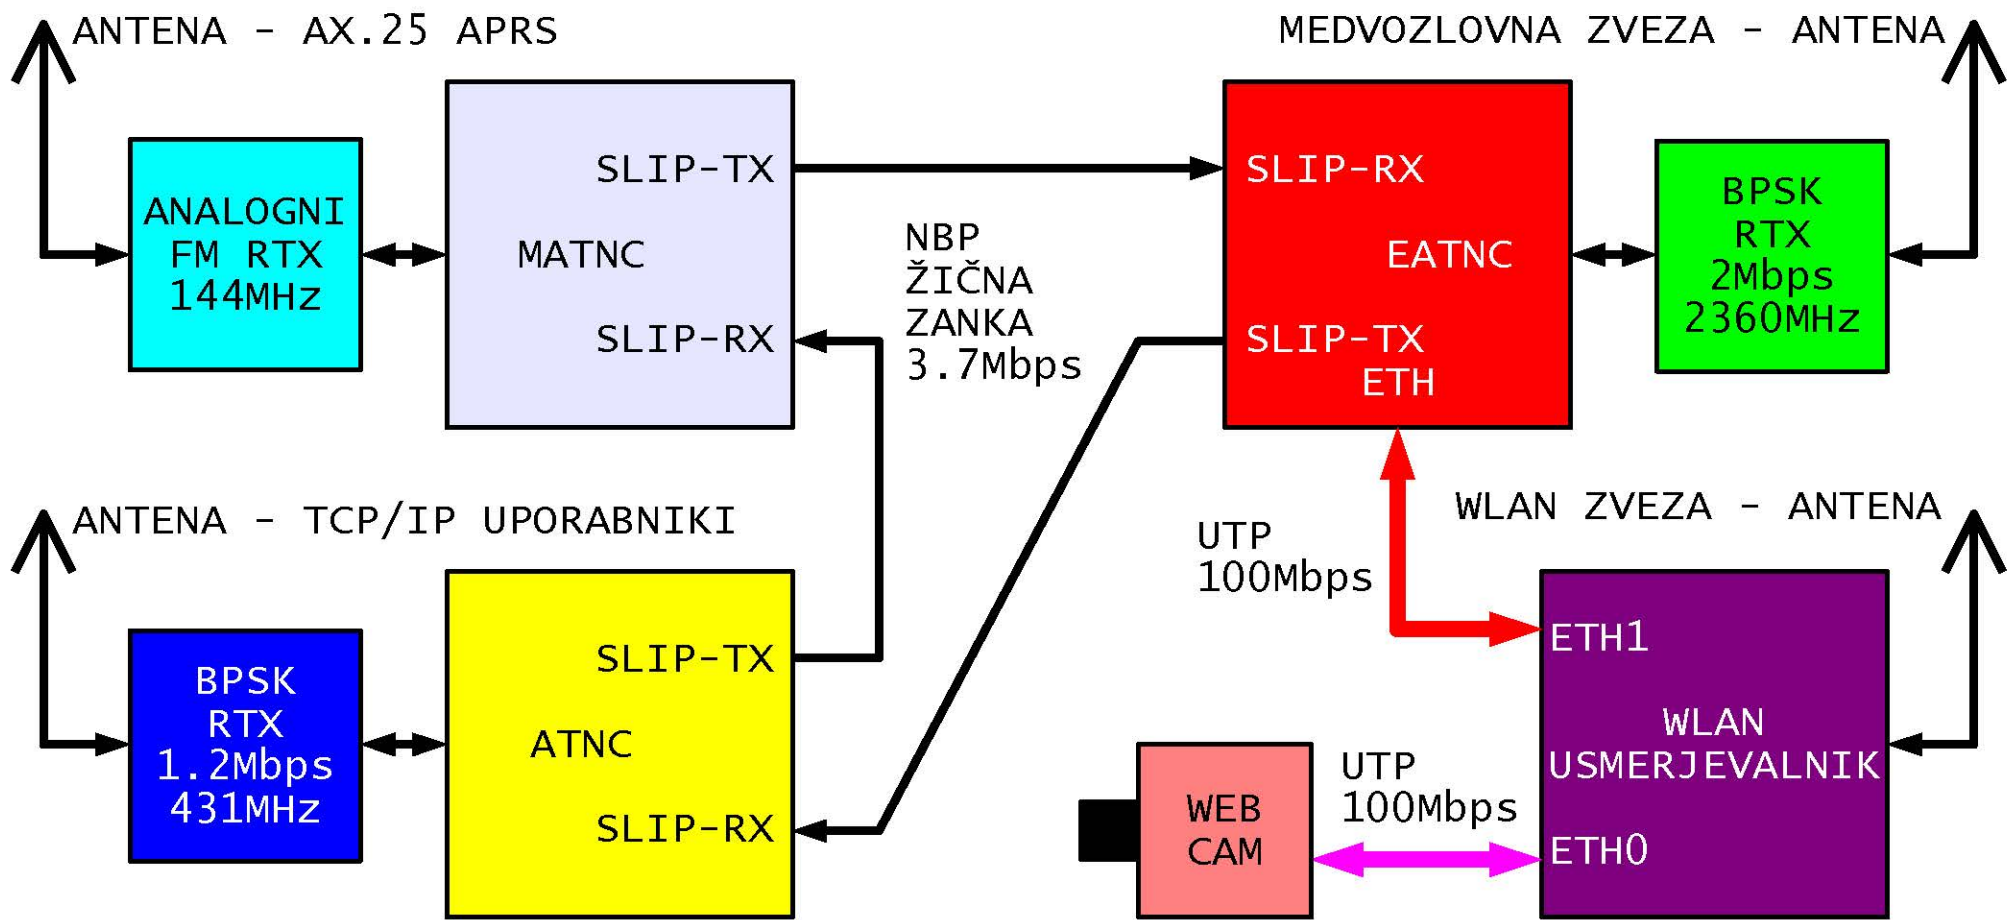 ANTENA - AX.25 APRS
MEDVOZLOVNA ZVEZA - ANTENA
ANALOGNI
FM RTX
144MHz
SLIP-TX
MATNC
SLIP-RX
NBP
ŽIČNA
ZANKA
3.7Mbps
SLIP-RX
EATNC
SLIP-TX
ETH
BPSK
RTX
2Mbps
2360MHz
ANTENA - TCP/IP UPORABNIKI
WLAN ZVEZA - ANTENA
BPSK
RTX
1.2Mbps
431MHz
SLIP-TX
ATNC
SLIP-RX
UTP
100Mbps
ETH1
WLAN
USMERJEVALNIK
ETH0
WEB
CAM
UTP
100Mbps